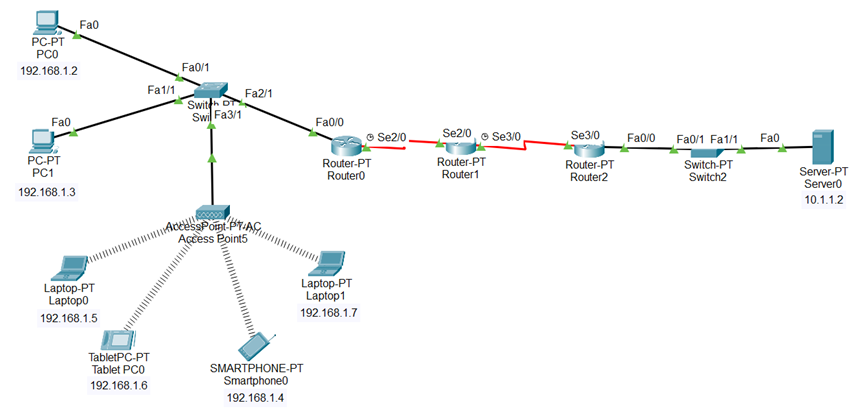 Fa0
PC-PT
PC0
192.168.1.2
Fa0/1
Fa1/1
Fa2/1
Switch-PT
Fa3/1
Fa0
PC-PT
PC1
192.168.1.3
Fa0/0
Se2/0
Router-PT
Router0
Se2/0
Se3/0
Router-PT
Router1
Se3/0
Fa0/0
Router-PT
Router2
Fa0/1
Fa1/1
Switch-PT
Switch2
Fa0
Server-PT
Server0
10.1.1.2
AccessPoint-PT-AC
Access Point5
Laptop-PT
Laptop0
192.168.1.5
Laptop-PT
Laptop1
192.168.1.7
TabletPC-PT
Tablet PC0
192.168.1.6
SMARTPHONE-PT
Smartphone0
192.168.1.4